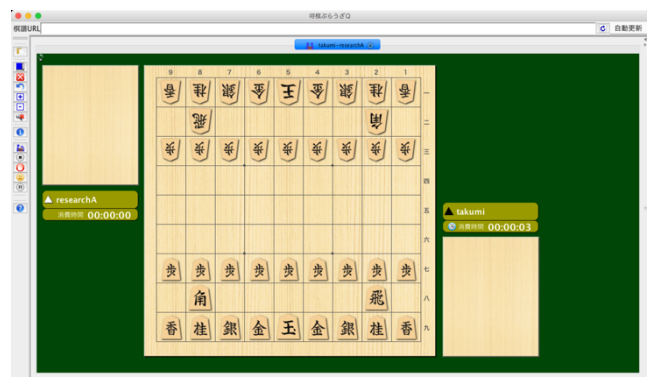 将棋ぶらうざQ
棋譜URL 自動更新
takumi-researchA
9 8 7 6 5 4 3 2 1
香 桂 銀 金 王 金 銀 桂 香 一
飛 角 二
歩 歩 歩 歩 歩 歩 歩 歩 歩 三
四
五
六
歩 歩 歩 歩 歩 歩 歩 歩 歩 七
角 飛 八
香 桂 銀 金 玉 金 銀 桂 香 九
researchA
消費時間 00:00:00
takumi
消費時間 00:00:03